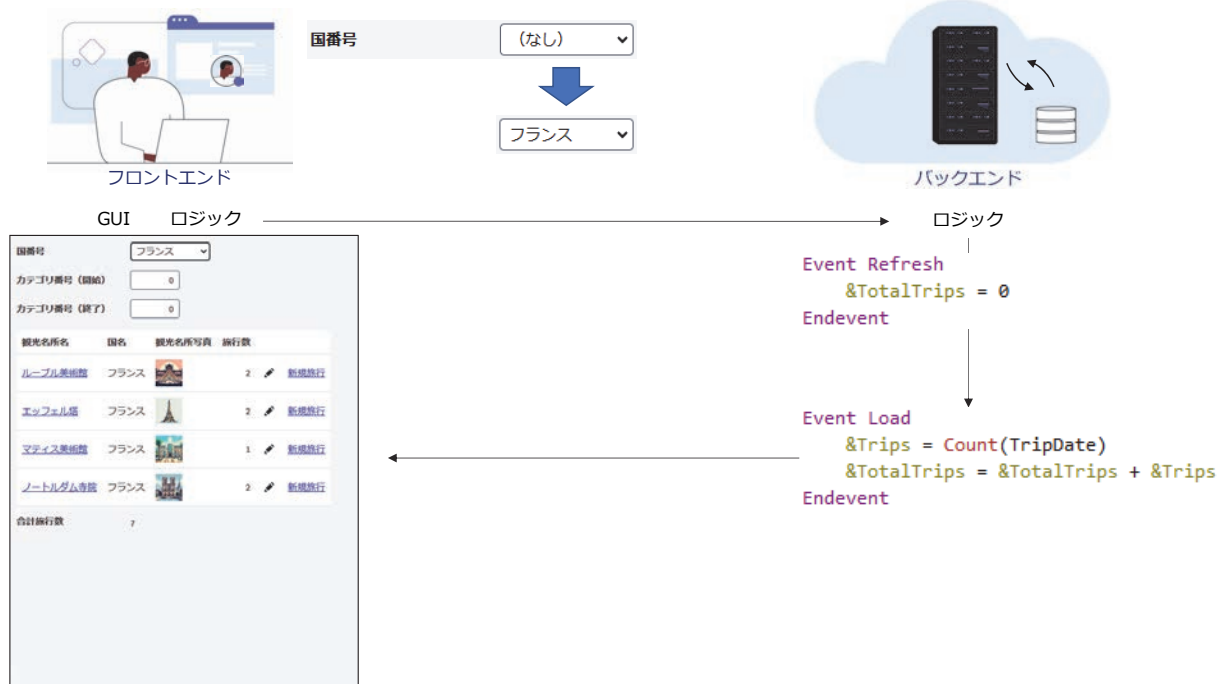 国番号
(なし)
フランス
フロントエンド
バックエンド
GUI ロジック
ロジック
国番号 フランス
カテゴリ番号 (開始) 0
カテゴリ番号 (終了) 0
観光名所名 国名 観光名所写真 旅行数
ルーブル美術館 フランス 2 新規旅行
エッフェル塔 フランス 2 新規旅行
マティス美術館 フランス 1 新規旅行
ノートルダム寺院 フランス 2 新規旅行
合計旅行数 7
Event Refresh
&TotalTrips = 0
Endevent
Event Load
&Trips = Count(TripDate)
&TotalTrips = &TotalTrips + &Trips
Endevent